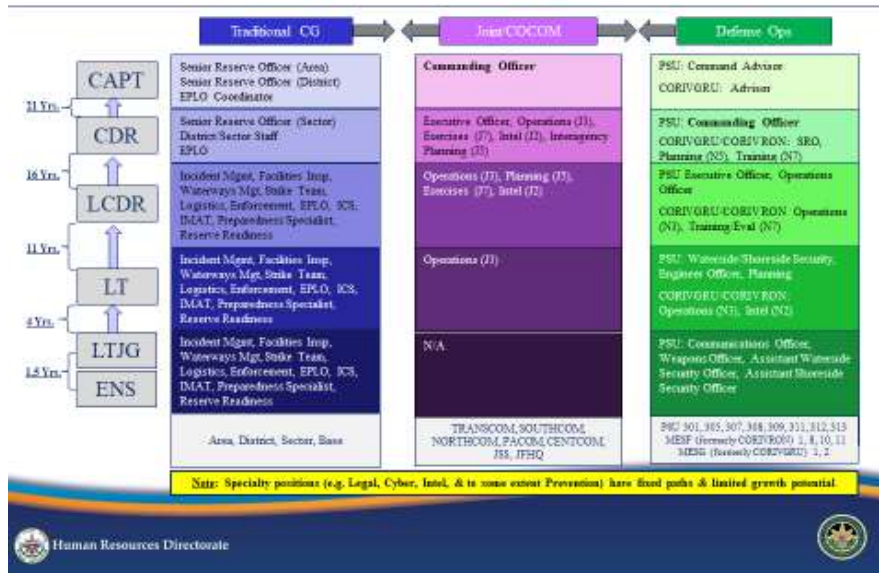 Traditional CG
Joint/COCOM
Defense Ops
CAPT
Senior Reserve Officer (Area)
Senior Reserve Officer (District)
EPLO Coordinator
Commanding Officer
PSU: Command Advisor
CORIVGRU: Advisor
21 Yrs.
CDR
Senior Reserve Officer (Sector)
District Sector Staff
EPLO
Executive Officer, Operations (J3),
Exercises (J7), Intel (J2), Interagency
Planning (J5)
PSU: Commanding Officer
CORIVGRU/CORIVRON: SRO,
Planning (N5), Training (N7)
16 Yrs.
LCDR
Incident Mgmt, Facilities Insp,
Waterways Mgt, Strike Team,
Logistics, Enforcement, EPLO, ICS,
IMAT, Preparedness Specialist,
Reserve Readiness
Operations (J3), Planning (J5),
Exercises (J7), Intel (J2)
PSU Executive Officer, Operations
Officer
CORIVGRU/CORIVRON Operations
(N3), Training/Eval (N7)
11 Yrs.
LT
Incident Mgmt, Facilities Insp,
Waterways Mgt, Strike Team,
Logistics, Enforcement, EPLO, ICS,
IMAT, Preparedness Specialist,
Reserve Readiness
Operations (J3)
PSU: Waterside/Shoreside Security,
Engineer Officer, Planning
CORIVGRU/CORIVRON:
Operations (N3), Intel (N2)
4 Yrs.
LTJG
Incident Mgmt, Facilities Insp,
Waterways Mgt, Strike Team,
Logistics, Enforcement, EPLO, ICS,
IMAT, Preparedness Specialist,
Reserve Readiness
N/A
PSU: Communications Officer,
Weapons Officer, Assistant Waterside
Security Officer, Assistant Shoreside
Security Officer
1.5 Yrs.
ENS
Area, District, Sector, Base
TRANSCOM, SOUTHCOM,
NORTHCOM, PACOM, CENTCOM,
JSS, JFHQ
PSU 301, 305, 307, 308, 309, 311, 312, 313
MESF (formerly CORIVRON) 1, 8, 10, 11
MESG (formerly CORIVGRU) 1, 2
Note: Specialty positions (e.g. Legal, Cyber, Intel, & to some extent Prevention) have fixed paths & limited growth potential
Human Resources Directorate